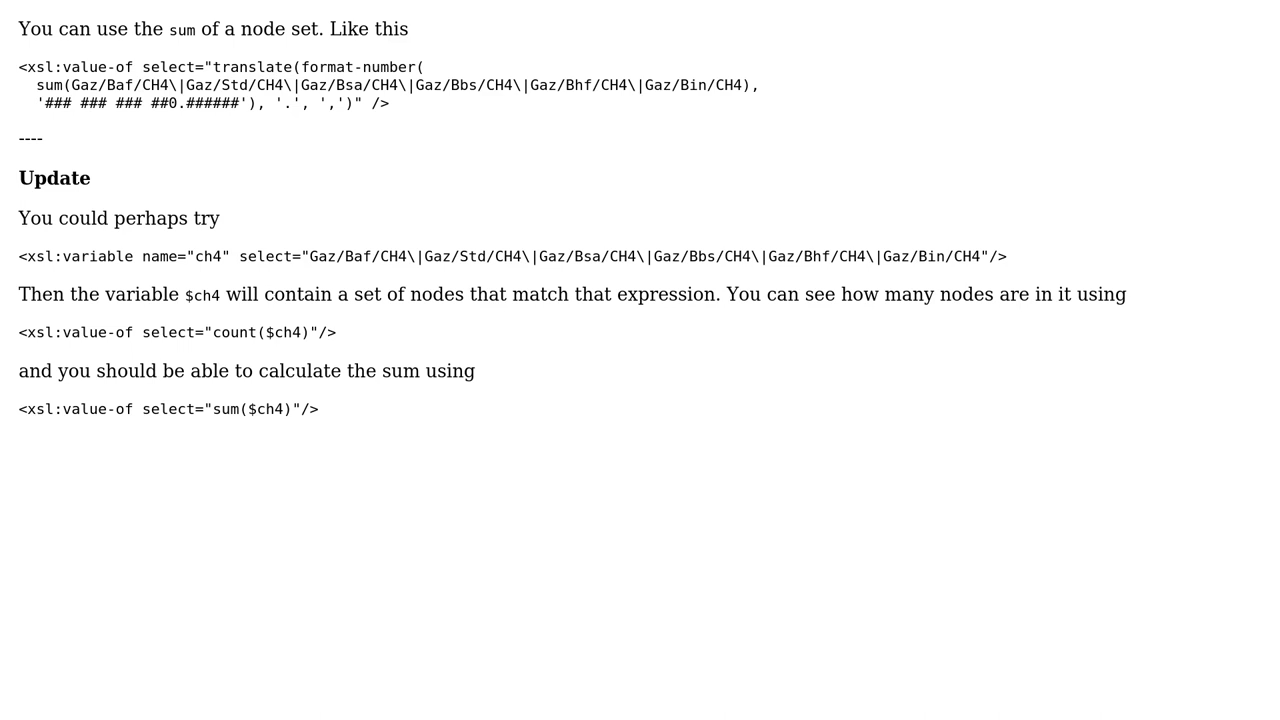 You can use the sum of a node set. Like this
<xsl:value-of select="translate(format-number(
  sum(Gaz/Baf/CH4\|Gaz/Std/CH4\|Gaz/Bsa/CH4\|Gaz/Bbs/CH4\|Gaz/Bhf/CH4\|Gaz/Bin/CH4),
  '### ### ### ##0.######'), '.', ',')" />
----
Update
You could perhaps try
<xsl:variable name="ch4" select="Gaz/Baf/CH4\|Gaz/Std/CH4\|Gaz/Bsa/CH4\|Gaz/Bbs/CH4\|Gaz/Bhf/CH4\|Gaz/Bin/CH4"/>
Then the variable $ch4 will contain a set of nodes that match that expression. You can see how many nodes are in it using
<xsl:value-of select="count($ch4)"/>
and you should be able to calculate the sum using
<xsl:value-of select="sum($ch4)"/>